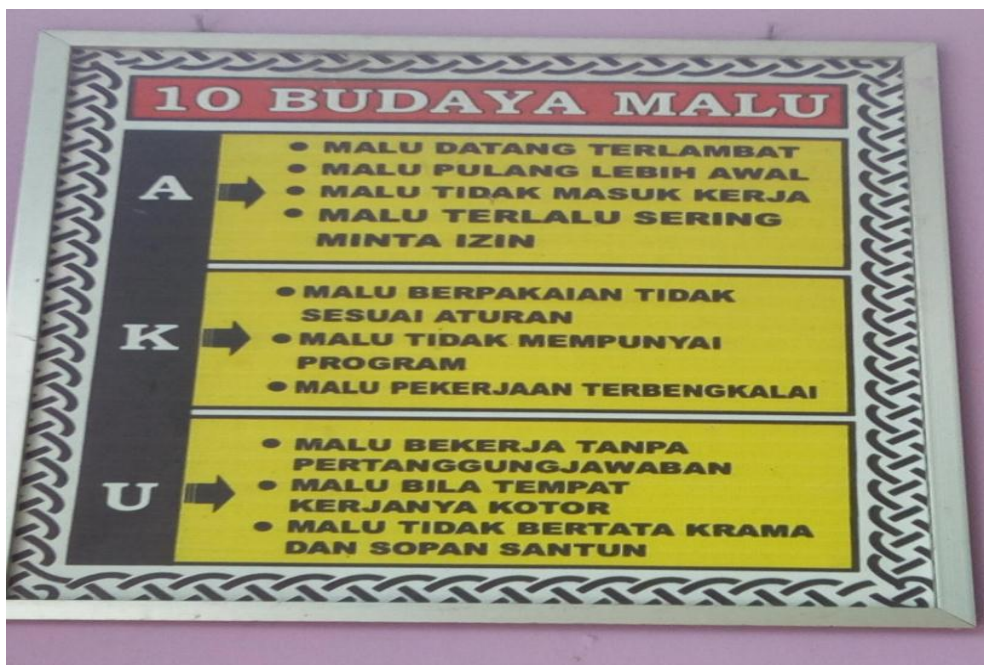 10 BUDAYA MALU
A
• MALU DATANG TERLAMBAT
• MALU PULANG LEBIH AWAL
• MALU TIDAK MASUK KERJA
• MALU TERLALU SERING
MINTA IZIN
K
• MALU BERPAKAIAN TIDAK
SESUAI ATURAN
• MALU TIDAK MEMPUNYAI
PROGRAM
• MALU PEKERJAAN TERBENGKALAI
U
• MALU BEKERJA TANPA
PERTANGGUNGJAWABAN
• MALU BILA TEMPAT
KERJANYA KOTOR
• MALU TIDAK BERTATA KRAMA
DAN SOPAN SANTUN